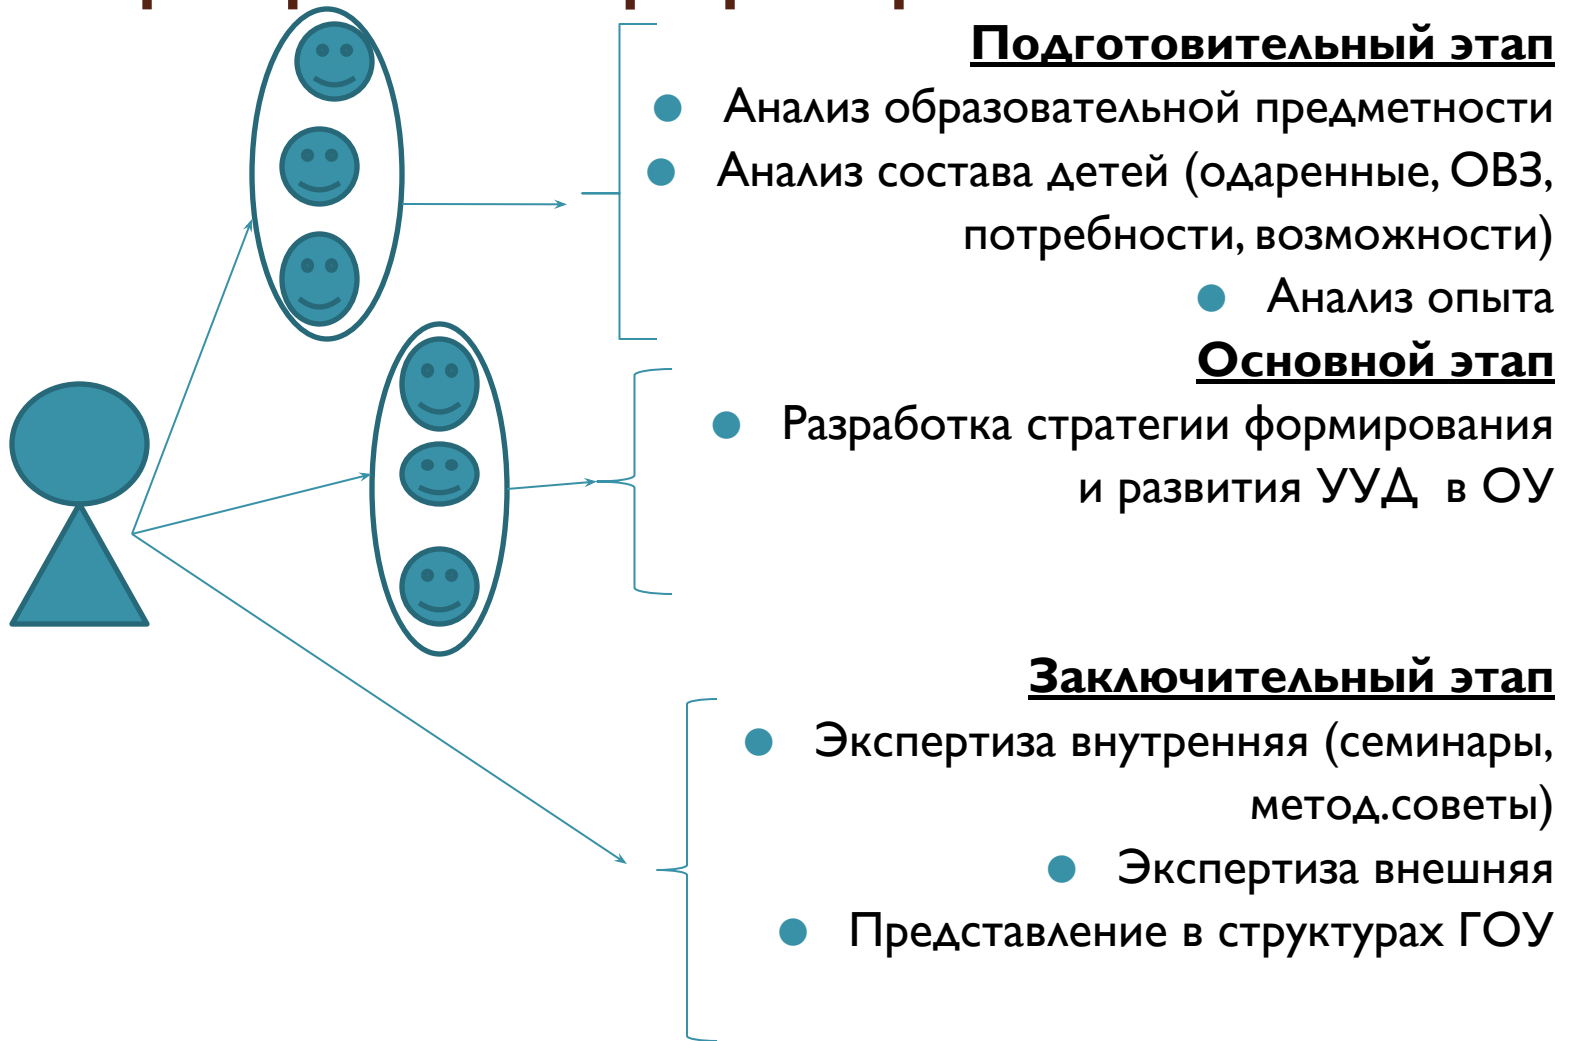 Подготовительный этап
Анализ образовательной предметности
Анализ состава детей (одаренные, ОВЗ,
потребности, возможности)
Анализ опыта
Основной этап
Разработка стратегии формирования
и развития УУД в ОУ
Заключительный этап
Экспертиза внутренняя (семинары,
метод.советы)
Экспертиза внешняя
Представление в структурах ГОУ